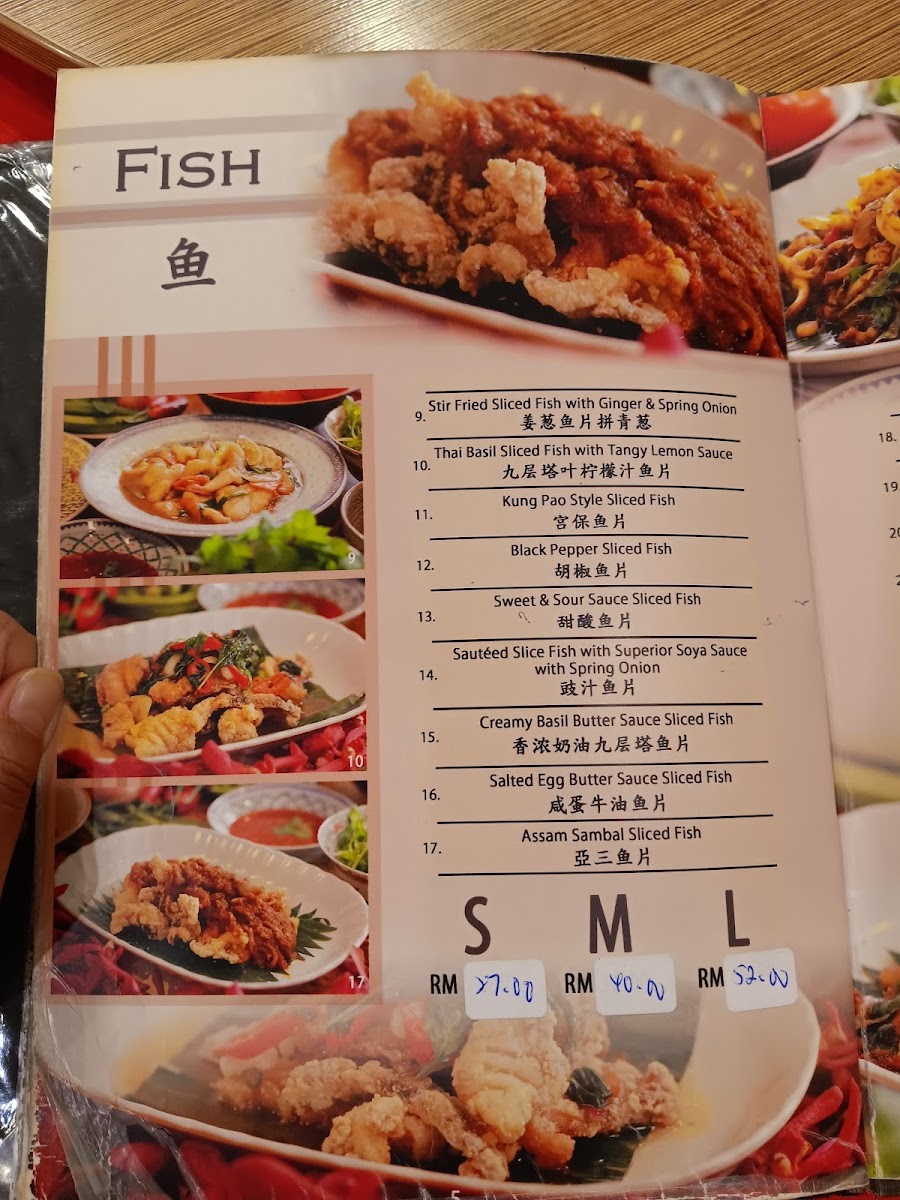 FISH
鱼
9. Stir Fried Sliced Fish with Ginger & Spring Onion
姜葱鱼片拼青葱
10. Thai Basil Sliced Fish with Tangy Lemon Sauce
九层塔叶柠檬汁鱼片
11. Kung Pao Style Sliced Fish
宫保鱼片
12. Black Pepper Sliced Fish
胡椒鱼片
13. Sweet & Sour Sauce Sliced Fish
甜酸鱼片
14. Sautéed Slice Fish with Superior Soya Sauce
with Spring Onion
豉汁鱼片
15. Creamy Basil Butter Sauce Sliced Fish
香浓奶油九层塔鱼片
16. Salted Egg Butter Sauce Sliced Fish
咸蛋牛油鱼片
17. Assam Sambal Sliced Fish
亞三鱼片
S M L
RM RM 40.00 RM 52.00
9
10
17
5
18.
19.